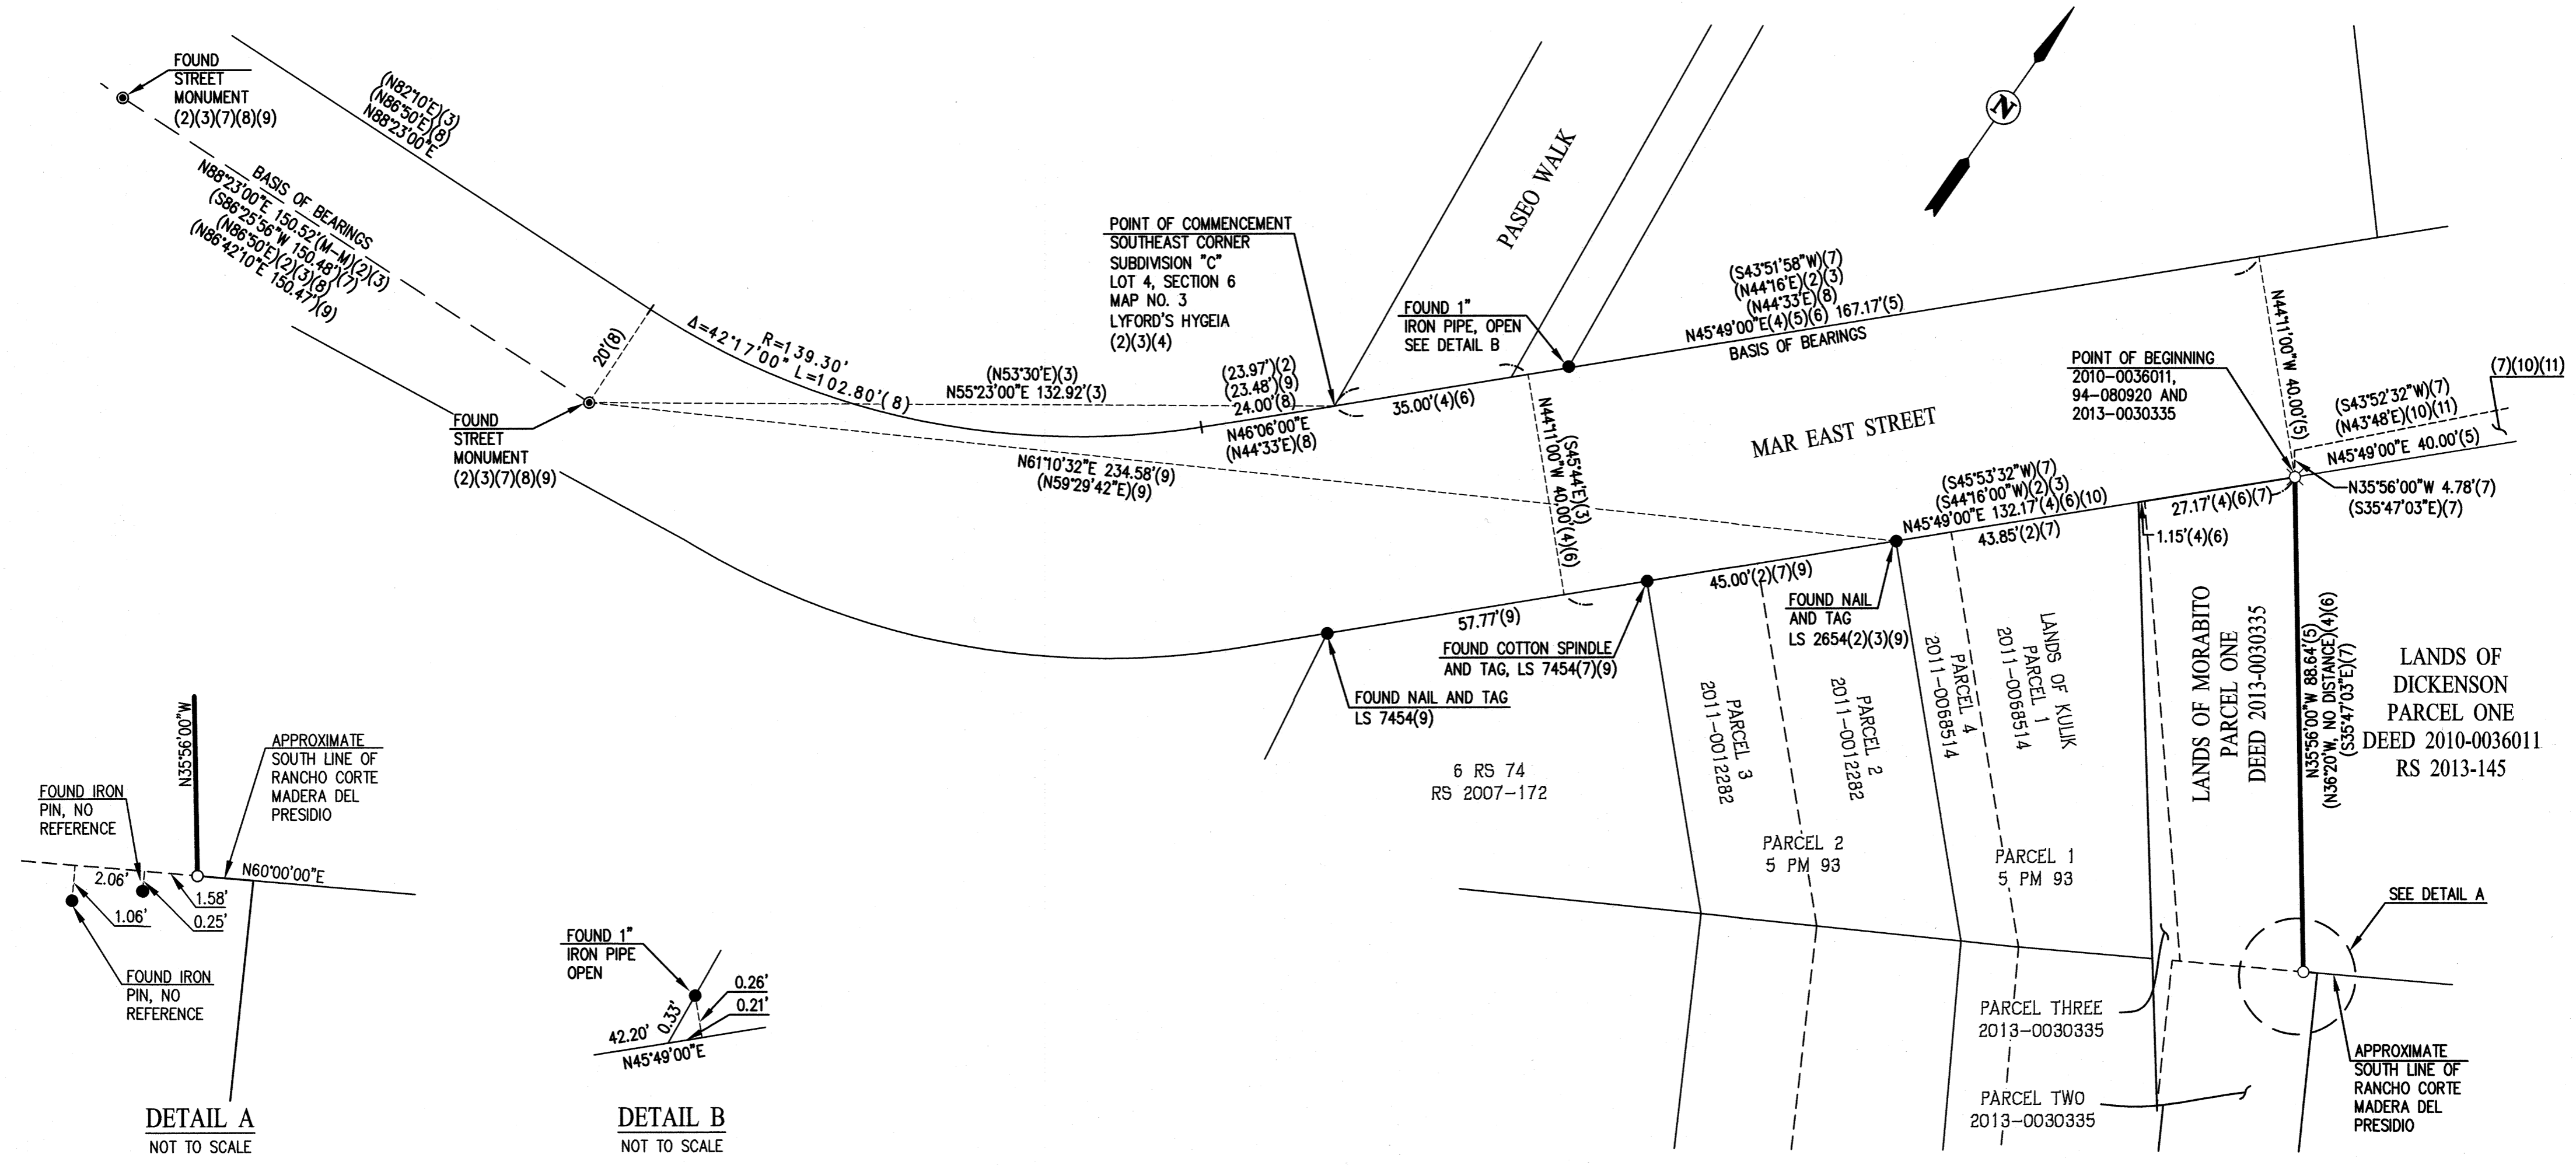 FOUND
STREET
MONUMENT
(2)(3)(7)(8)(9)
(N82°10'E)(3)
(N86°50'E)(8)
N88°23'00"E
BASIS OF BEARINGS
N88°23'00"E 150.52'(M-M)(2)(3)
(S86°25'56"W 150.48')(7)
(N86°50'E)(2)(3)(8)
(N86°42'10"E 150.47')(9)
20'(8)
FOUND
STREET
MONUMENT
(2)(3)(7)(8)(9)
R=139.30'
Δ=42°17'00" L=102.80'(8)
(N53°30'E)(3)
N55°23'00"E 132.92'(3)
(23.97')(2)
(23.48')(9)
24.00'(8)
N46°06'00"E
(N44°33'E)(8)
N61°10'32"E 234.58'(9)
(N59°29'42"E)(9)
POINT OF COMMENCEMENT
SOUTHEAST CORNER
SUBDIVISION "C"
LOT 4, SECTION 6
MAP NO. 3
LYFORD'S HYGEIA
(2)(3)(4)
PASEO WALK
35.00'(4)(6)
FOUND 1"
IRON PIPE, OPEN
SEE DETAIL B
(S43°51'58"W)(7)
(N44°16'E)(2)(3)
(N44°33'E)(8)
N45°49'00"E(4)(5)(6) 167.17'(5)
BASIS OF BEARINGS
N
(S45°44'E)(3)
N44°11'00"W 40.00'(4)(6)
MAR EAST STREET
POINT OF BEGINNING
2010-0036011,
94-080920 AND
2013-0030335
N44°11'00"W 40.00'(5)
(7)(10)(11)
(S43°52'32"W)(7)
(N43°48'E)(10)(11)
N45°49'00"E 40.00'(5)
N35°56'00"W 4.78'(7)
(S35°47'03"E)(7)
(S45°53'32"W)(7)
(S44°16'00"W)(2)(3)
N45°49'00"E 132.17'(4)(6)(10)
43.85'(2)(7)
27.17'(4)(6)(7)
1.15'(4)(6)
45.00'(2)(7)(9)
57.77'(9)
FOUND NAIL
AND TAG
LS 2654(2)(3)(9)
FOUND COTTON SPINDLE
AND TAG, LS 7454(7)(9)
FOUND NAIL AND TAG
LS 7454(9)
6 RS 74
RS 2007-172
PARCEL 3
2011-0012282
PARCEL 2
2011-0012282
PARCEL 2
5 PM 93
PARCEL 4
2011-0068514
LANDS OF KULIK
PARCEL 1
2011-0068514
PARCEL 1
5 PM 93
LANDS OF MORABITO
PARCEL ONE
DEED 2013-0030335
N35°56'00"W 88.64'(5)
(N36°20'W, NO DISTANCE)(4)(6)
(S35°47'03"E)(7)
LANDS OF
DICKENSON
PARCEL ONE
DEED 2010-0036011
RS 2013-145
SEE DETAIL A
PARCEL THREE
2013-0030335
PARCEL TWO
2013-0030335
APPROXIMATE
SOUTH LINE OF
RANCHO CORTE
MADERA DEL
PRESIDIO
N35°56'00"W
APPROXIMATE
SOUTH LINE OF
RANCHO CORTE
MADERA DEL
PRESIDIO
FOUND IRON
PIN, NO
REFERENCE
N60°00'00"E
2.06'
1.58'
0.25'
1.06'
FOUND IRON
PIN, NO
REFERENCE
DETAIL A
NOT TO SCALE
FOUND 1"
IRON PIPE
OPEN
0.26'
0.21'
0.33'
42.20'
N45°49'00"E
DETAIL B
NOT TO SCALE